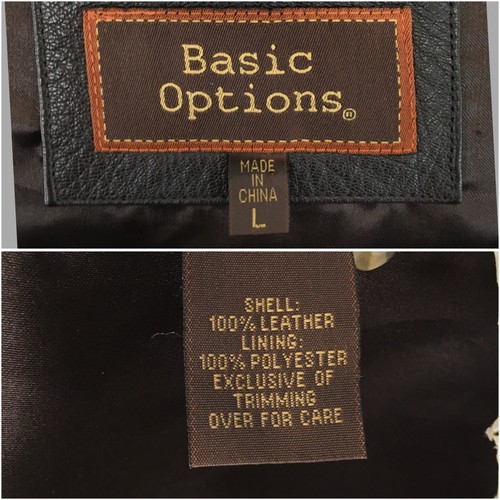 Basic
Options®
MADE
IN
CHINA
L
SHELL:
100% LEATHER
LINING:
100% POLYESTER
EXCLUSIVE OF
TRIMMING
OVER FOR CARE